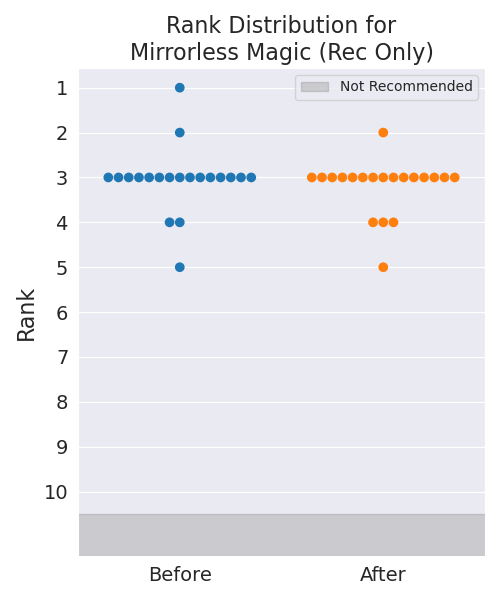 Rank Distribution for
Mirrorless Magic (Rec Only)
Not Recommended
1
2
3
4
5
6
7
8
9
10
Rank
Before
After